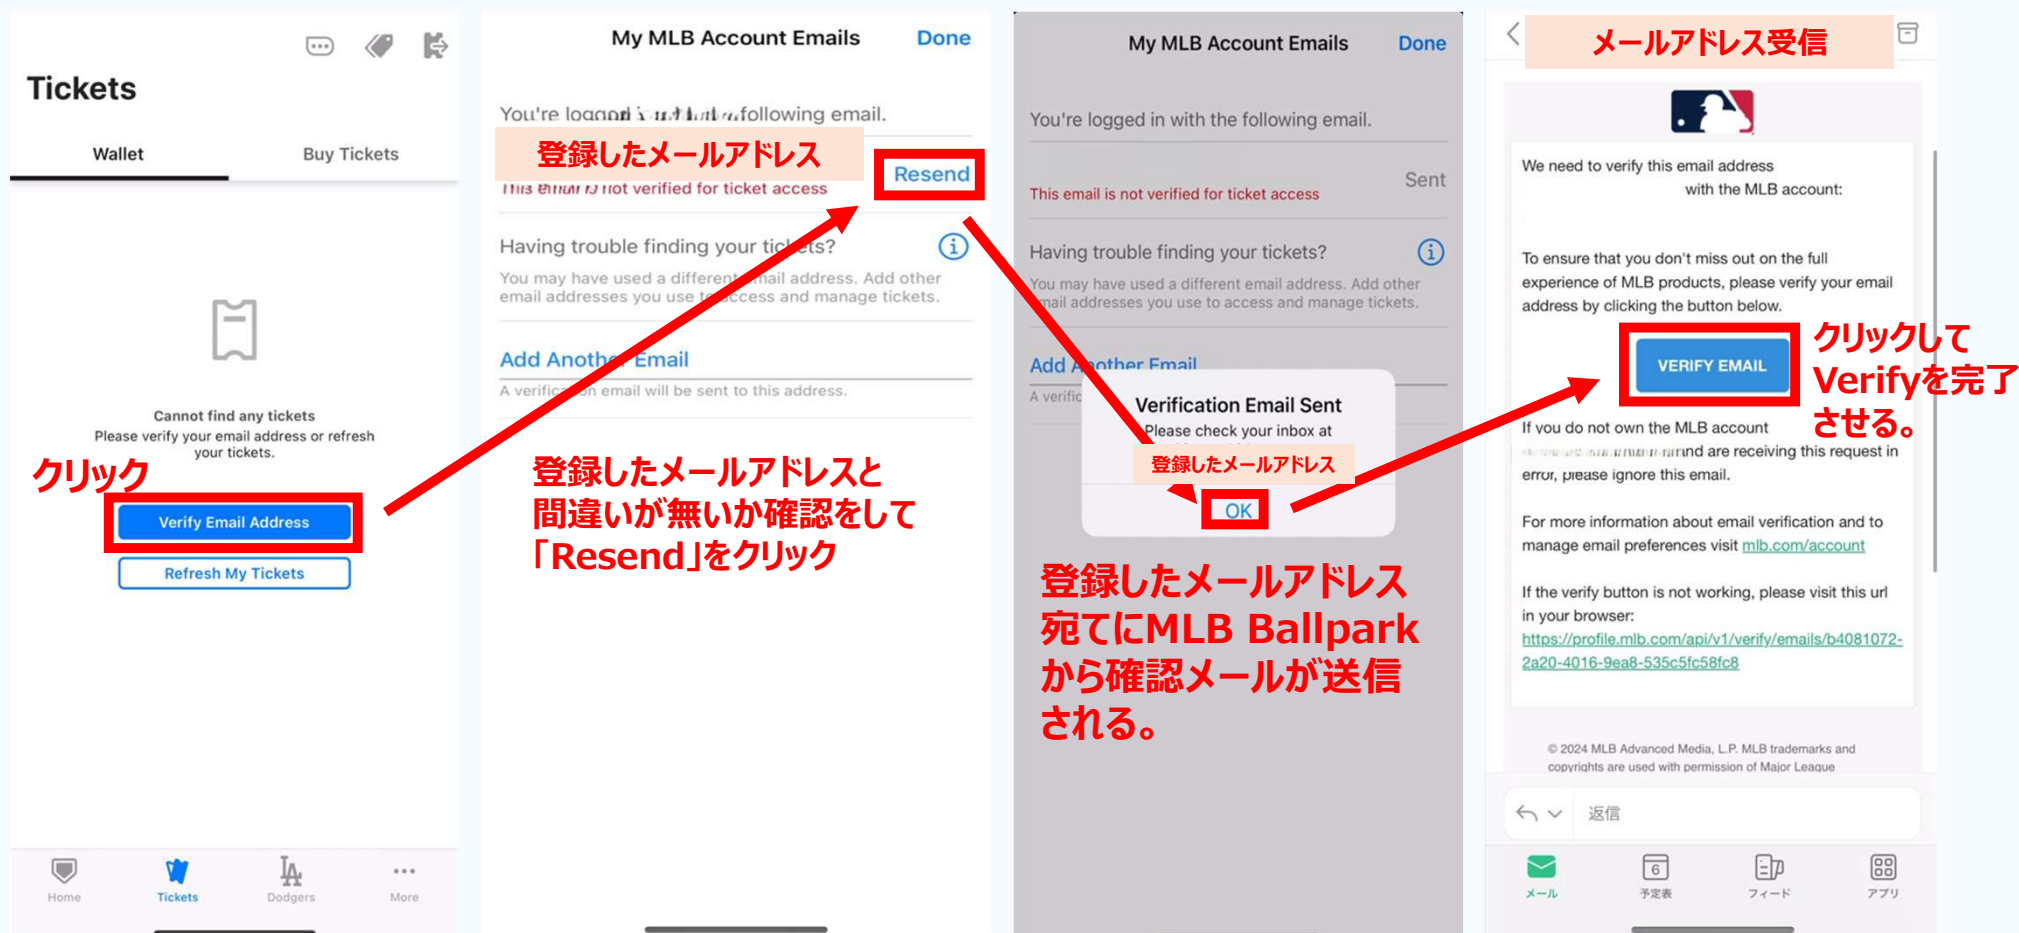 Tickets
Wallet
Buy Tickets
Cannot find any tickets
Please verify your email address or refresh
your tickets.
クリック
Verify Email Address
Refresh My Tickets
Home
Tickets
Dodgers
More
My MLB Account Emails
Done
You're following email.
登録したメールアドレス
Resend
not verified for ticket access
Having trouble finding your tickets?
You may have used a different email address. Add other
email addresses you use to access and manage tickets.
Add Another Email
A verification email will be sent to this address.
登録したメールアドレスと
間違いが無いか確認をして
「Resend」をクリック
My MLB Account Emails
Done
You're logged in with the following email.
Sent
This email is not verified for ticket access
Having trouble finding your tickets?
You may have used a different email address. Add other
email addresses you use to access and manage tickets.
Add Another Email
A verific
Verification Email Sent
Please check your inbox at
登録したメールアドレス
OK
登録したメールアドレス
宛てにMLB Ballpark
から確認メールが送信
される。
メールアドレス受信
We need to verify this email address
with the MLB account:
To ensure that you don't miss out on the full
experience of MLB products, please verify your email
address by clicking the button below.
VERIFY EMAIL
クリックして
Verifyを完了
させる。
If you do not own the MLB account
and are receiving this request in
error, please ignore this email.
For more information about email verification and to
manage email preferences visit mlb.com/account
If the verify button is not working, please visit this url
in your browser:
https://profile.mlb.com/api/v1/verify/emails/b4081072-
2a20-4016-9ea8-535c5fc58fc8
© 2024 MLB Advanced Media, L.P. MLB trademarks and
copyrights are used with permission of Major League
返信
メール
6
予定表
フィード
アプリ